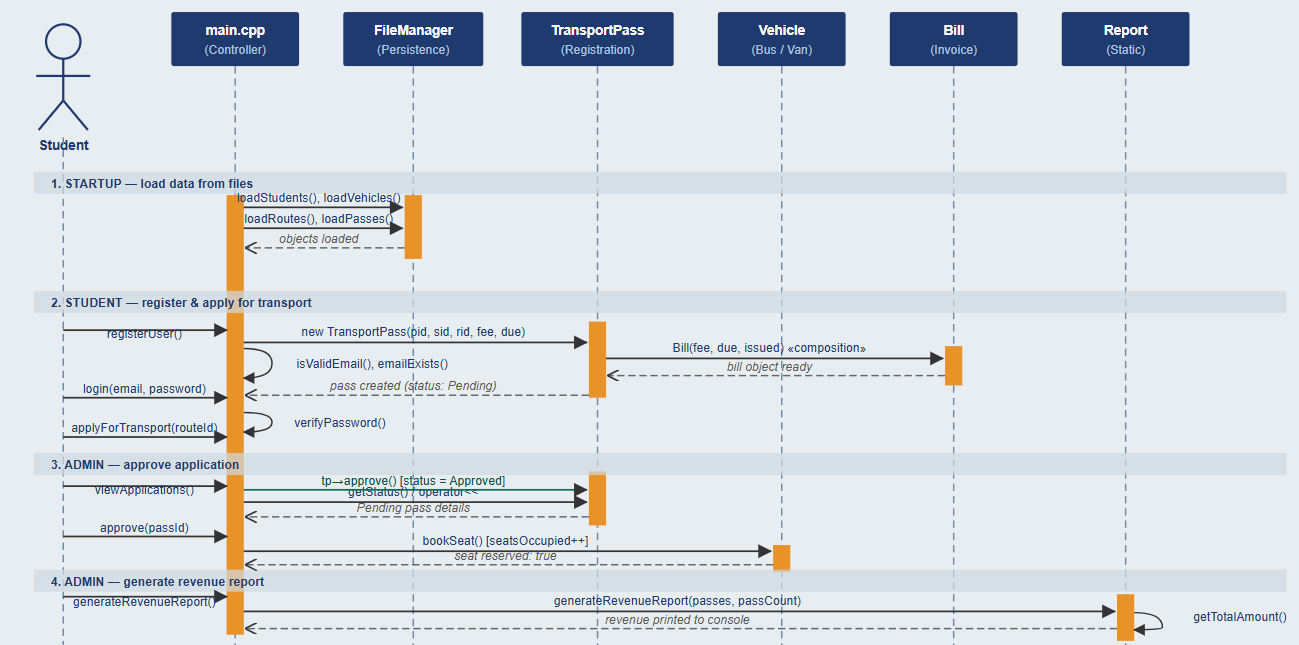 main.cpp
(Controller)
FileManager
(Persistence)
TransportPass
(Registration)
Vehicle
(Bus / Van)
Bill
(Invoice)
Report
(Static)
Student
1. STARTUP — load data from files
loadStudents(), loadVehicles()
loadRoutes(), loadPasses()
objects loaded
2. STUDENT — register & apply for transport
registerUser()
new TransportPass(pid, sid, rid, fee, due)
Bill(fee, due, issued) «composition»
isValidEmail(), emailExists()
bill object ready
login(email, password)
pass created (status: Pending)
applyForTransport(routeId)
verifyPassword()
3. ADMIN — approve application
tp→approve() [status = Approved]
viewApplications()
getStatus() / operator<<
Pending pass details
approve(passId)
bookSeat() [seatsOccupied++]
seat reserved: true
4. ADMIN — generate revenue report
generateRevenueReport()
generateRevenueReport(passes, passCount)
getTotalAmount()
revenue printed to console